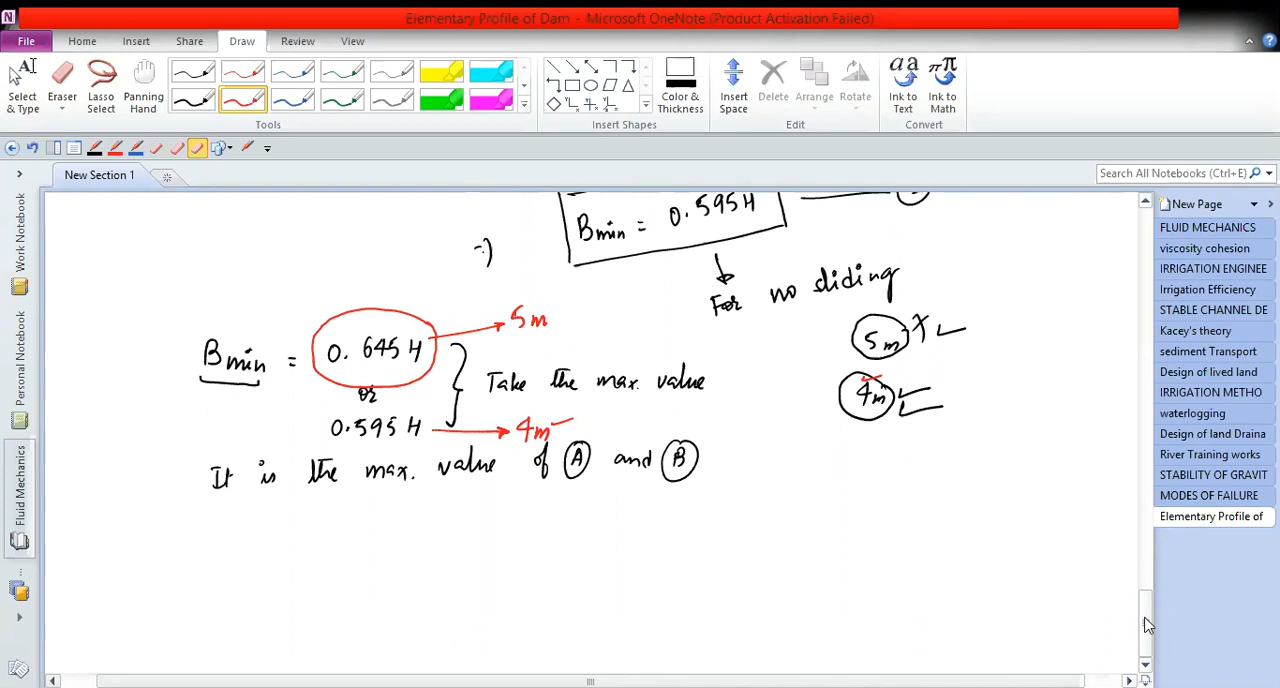 Elementary Profile of Dam - Microsoft OneNote (Product Activation Failed)
File Home Insert Share Draw Review View
Select & Type
Eraser
Lasso Select
Panning Hand
Color & Thickness
Insert Space
Delete
Arrange
Rotate
Ink to Text
Ink to Math
Tools
Insert Shapes
Edit
Convert
New Section 1
Search All Notebooks (Ctrl+E)
Work Notebook
Personal Notebook
Fluid Mechanics
New Page
FLUID MECHANICS
viscosity cohesion
IRRIGATION ENGINEE
Irrigation Efficiency
STABLE CHANNEL DE
Kacey's theory
sediment Transport
Design of lived land
IRRIGATION METHO
waterlogging
Design of land Draina
River Training works
STABILITY OF GRAVIT
MODES OF FAILURE
Elementary Profile of
Bmin = 0.595H
For no sliding
5m
Bmin = 0.645H
or
0.595H
Take the max. value
4m
5m
4m
It is the max. value of A and B